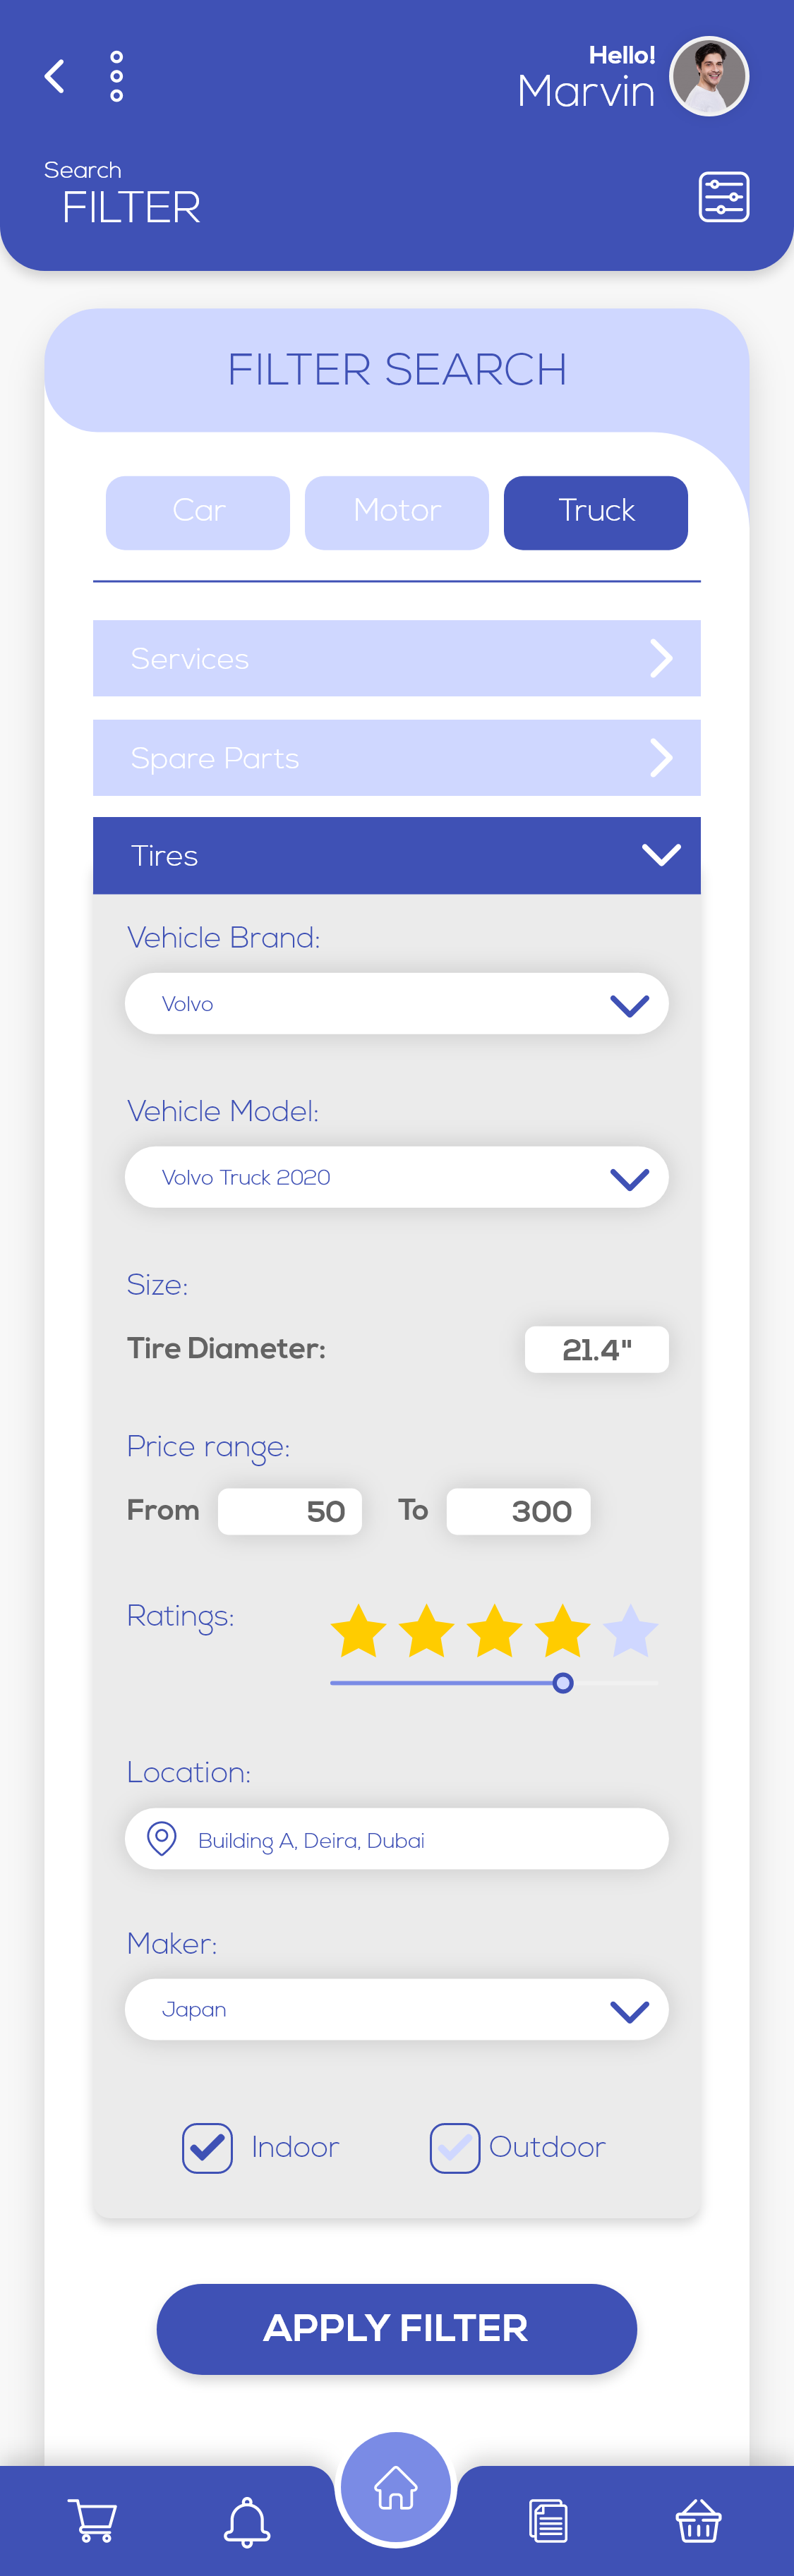 Hello!
Marvin
Search
FILTER
FILTER SEARCH
Car Motor Truck
Services
Spare Parts
Tires
Vehicle Brand:
Volvo
Vehicle Model:
Volvo Truck 2020
Size:
Tire Diameter: 21.4"
Price range:
From 50 To 300
Ratings:
Location:
Building A, Deira, Dubai
Maker:
Japan
Indoor Outdoor
APPLY FILTER